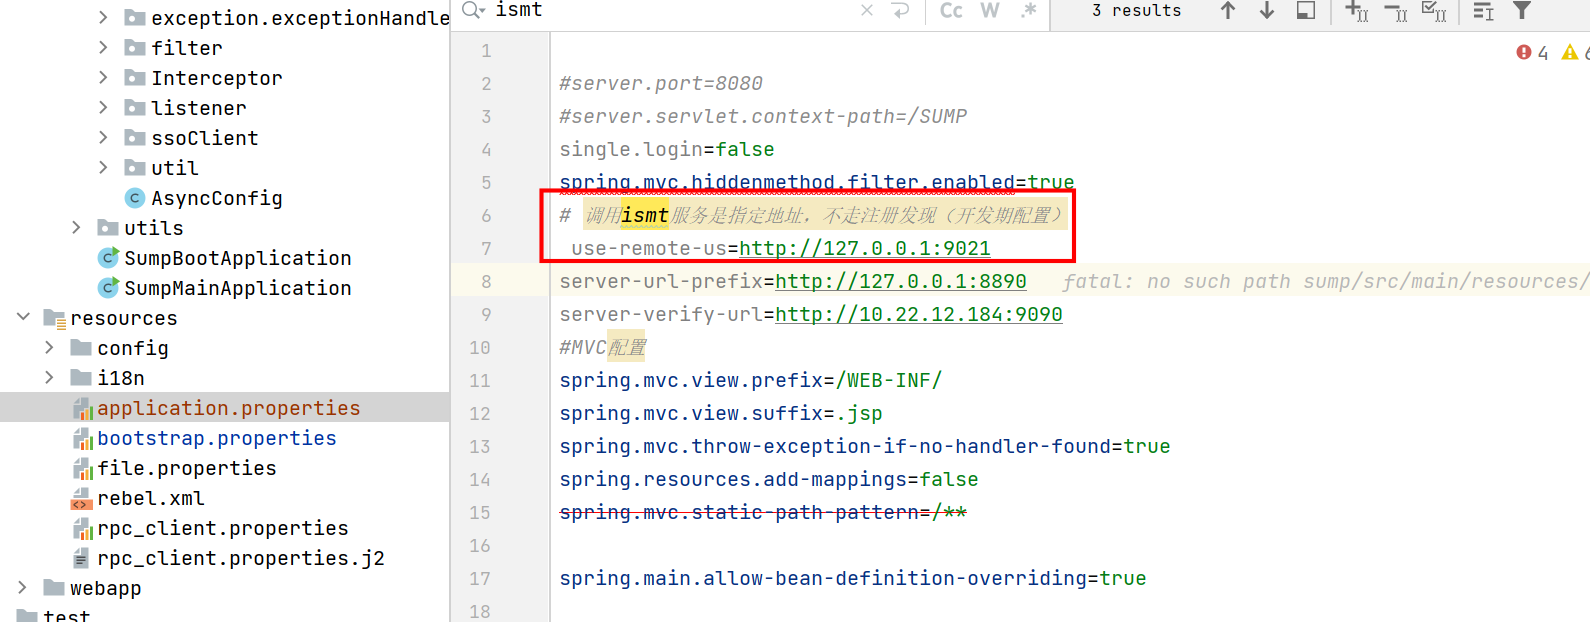 exception.exceptionHandle
filter
Interceptor
listener
ssoClient
util
AsyncConfig
utils
SumpBootApplication
SumpMainApplication
resources
config
i18n
application.properties
bootstrap.properties
file.properties
rebel.xml
rpc_client.properties
rpc_client.properties.j2
webapp
test
ismt
Cc W .*
3 results
4 6
1
2 #server.port=8080
3 #server.servlet.context-path=/SUMP
4 single.login=false
5 spring.mvc.hiddenmethod.filter.enabled=true
6 # 调用ismt服务是指定地址，不走注册发现（开发期配置）
7 use-remote-us=http://127.0.0.1:9021
8 server-url-prefix=http://127.0.0.1:8890 fatal: no such path sump/src/main/resources/
9 server-verify-url=http://10.22.12.184:9090
10 #MVC配置
11 spring.mvc.view.prefix=/WEB-INF/
12 spring.mvc.view.suffix=.jsp
13 spring.mvc.throw-exception-if-no-handler-found=true
14 spring.resources.add-mappings=false
15 spring.mvc.static-path-pattern=/**
16
17 spring.main.allow-bean-definition-overriding=true
18